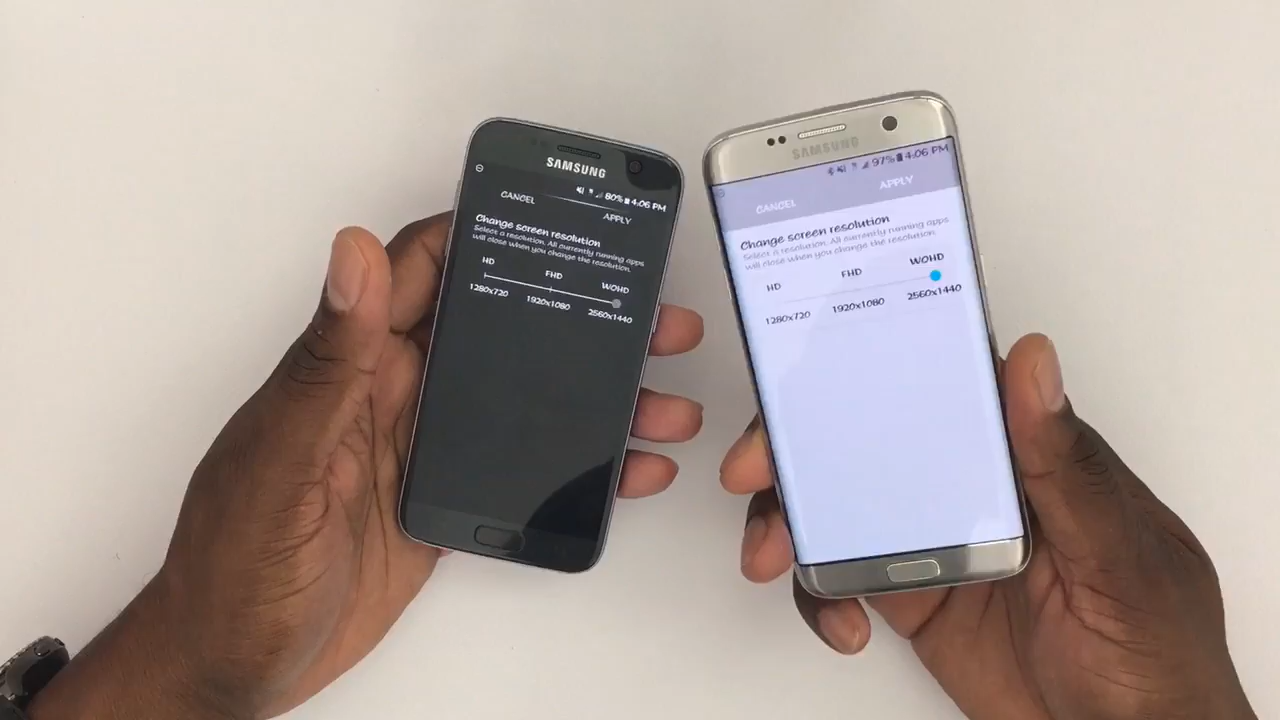 SAMSUNG
80% 4:06 PM
CANCEL
APPLY
Change screen resolution
Select a resolution. All currently running apps
will close when you change the resolution.
HD
FHD
WQHD
1280x720
1920x1080
2560x1440
SAMSUNG
97% 4:06 PM
CANCEL
APPLY
Change screen resolution
Select a resolution. All currently running apps
will close when you change the resolution.
HD
FHD
WQHD
1280x720
1920x1080
2560x1440